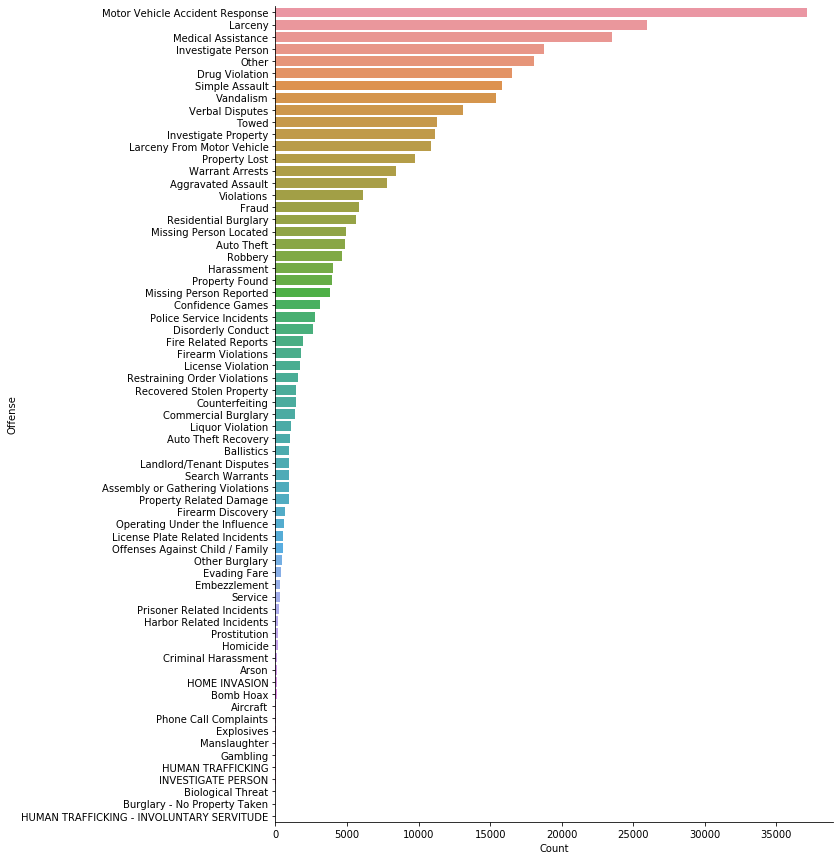 Motor Vehicle Accident Response
Larceny
Medical Assistance
Investigate Person
Other
Drug Violation
Simple Assault
Vandalism
Verbal Disputes
Towed
Investigate Property
Larceny From Motor Vehicle
Property Lost
Warrant Arrests
Aggravated Assault
Violations
Fraud
Residential Burglary
Missing Person Located
Auto Theft
Robbery
Harassment
Property Found
Missing Person Reported
Confidence Games
Police Service Incidents
Disorderly Conduct
Fire Related Reports
Firearm Violations
License Violation
Restraining Order Violations
Recovered Stolen Property
Counterfeiting
Commercial Burglary
Liquor Violation
Auto Theft Recovery
Ballistics
Landlord/Tenant Disputes
Search Warrants
Assembly or Gathering Violations
Property Related Damage
Firearm Discovery
Operating Under the Influence
License Plate Related Incidents
Offenses Against Child / Family
Other Burglary
Evading Fare
Embezzlement
Service
Prisoner Related Incidents
Harbor Related Incidents
Prostitution
Homicide
Criminal Harassment
Arson
HOME INVASION
Bomb Hoax
Aircraft
Phone Call Complaints
Explosives
Manslaughter
Gambling
HUMAN TRAFFICKING
INVESTIGATE PERSON
Biological Threat
Burglary - No Property Taken
HUMAN TRAFFICKING - INVOLUNTARY SERVITUDE
Offense
0 5000 10000 15000 20000 25000 30000 35000
Count